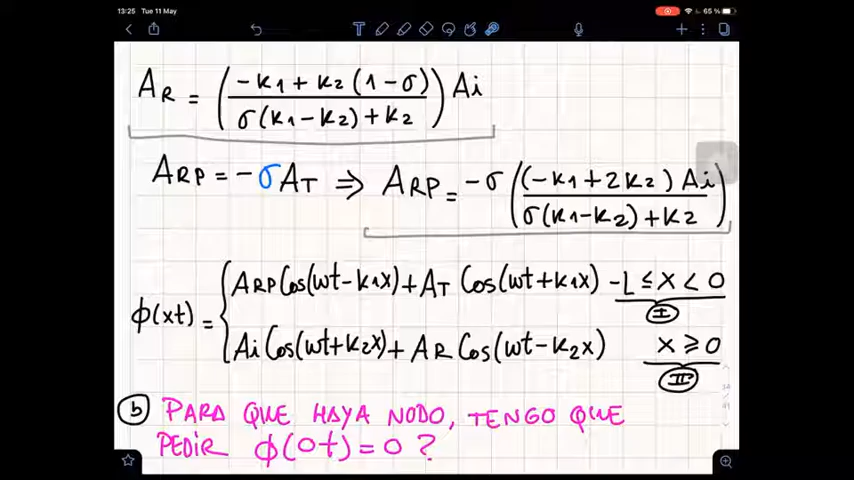 13:25 Tue 11 May
65 %
T
A_R = ((-k1 + k2 (1-σ)) / (σ(k1-k2)+k2)) Ai
A_RP = -σ A_T ⇒ A_RP = -σ ((-k1+2k2) Ai / (σ(k1-k2)+k2))
ϕ(xt) = { A_RP Cos(wt-k1x)+A_T Cos(wt+k1x) -L ≤ x < 0
I
Ai Cos(wt+k2x)+ A_R Cos(wt-k2x) x ≥ 0
II
b PARA QUE HAYA NODO, TENGO QUE
PEDIR ϕ(0t)=0 ?